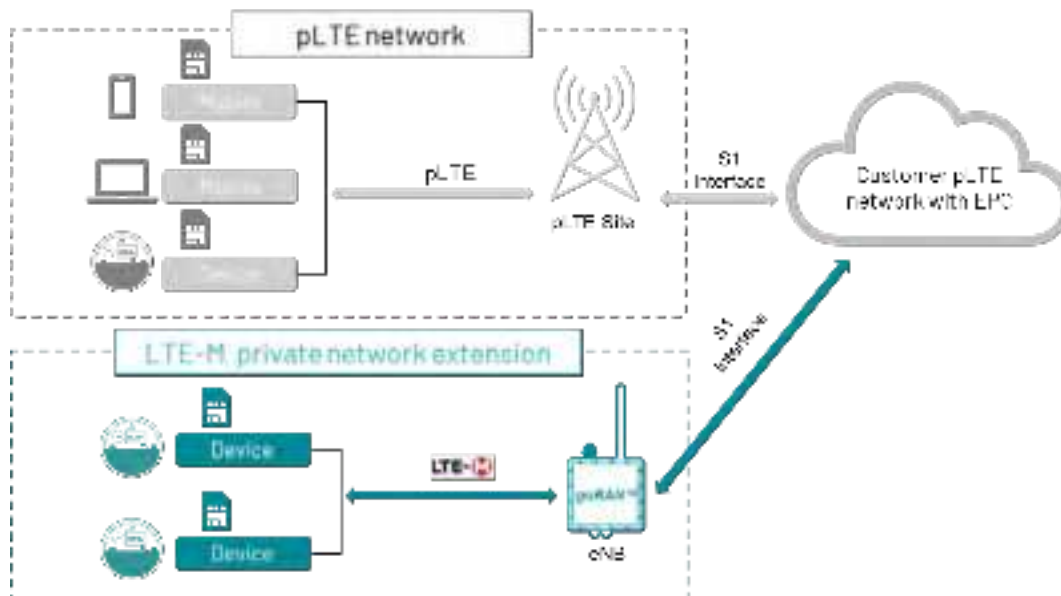 pLTE network
pLTE
pLTE Site
S1
Interface
Customer pLTE
network with EPC
S1
Interface
LTE-M private network extension
Device
Device
LTE-M
eNB